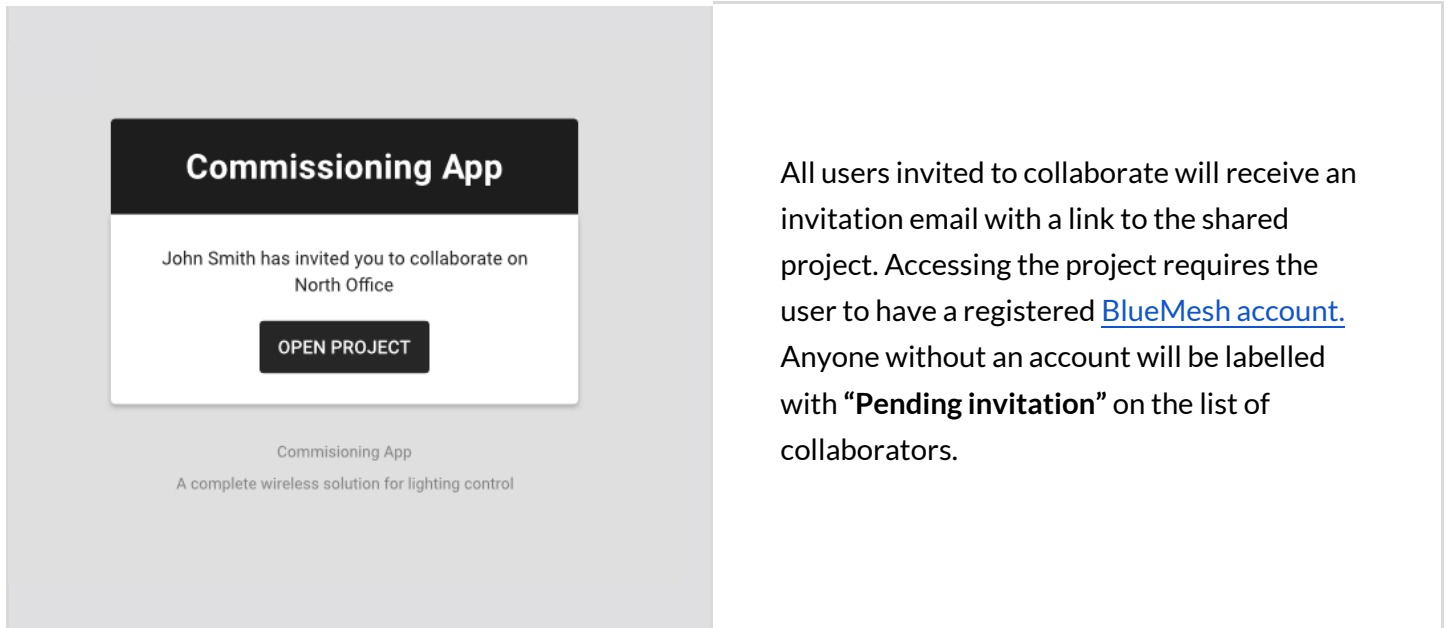 Commissioning App
John Smith has invited you to collaborate on
North Office
OPEN PROJECT
Commisioning App
A complete wireless solution for lighting control
All users invited to collaborate will receive an
invitation email with a link to the shared
project. Accessing the project requires the
user to have a registered BlueMesh account.
Anyone without an account will be labelled
with “Pending invitation” on the list of
collaborators.